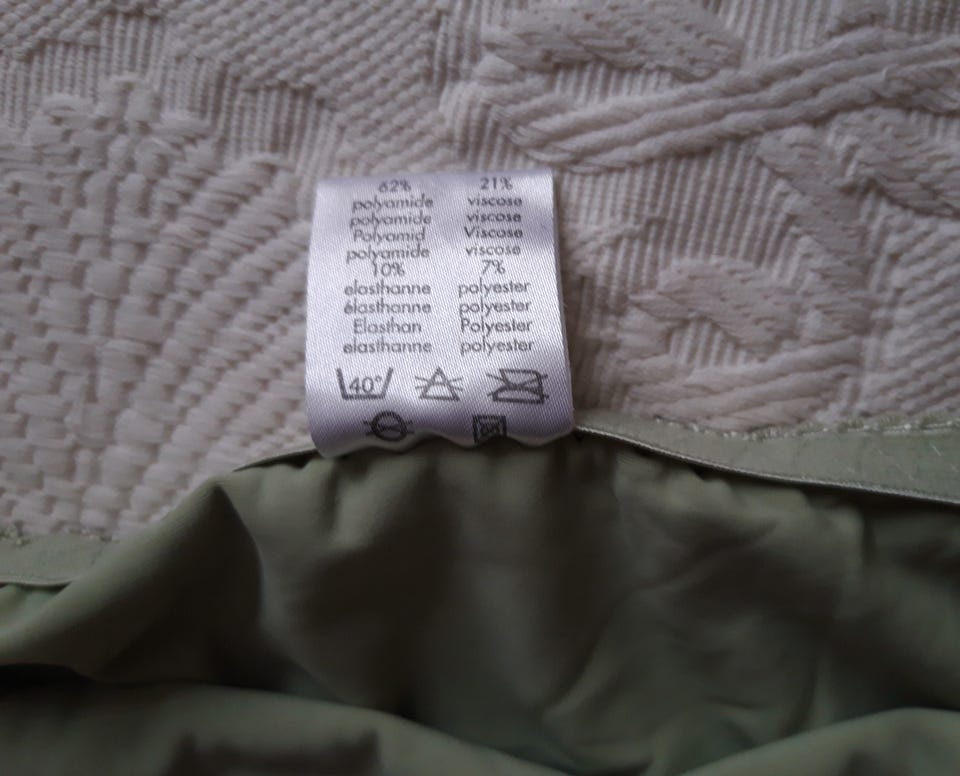 62% 21%
polyamide viscose
polyamide viscose
Polyamid Viscose
polyamide viscose
10% 7%
elasthanne polyester
élasthanne polyester
Elasthan Polyester
elasthanne polyester
40°